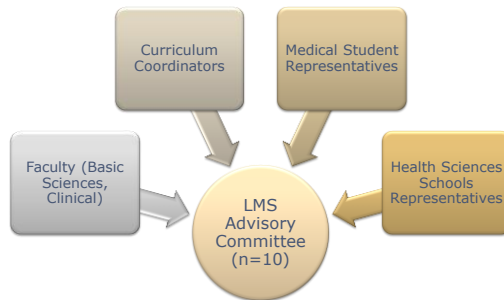 Curriculum
Coordinators
Medical Student
Representatives
Faculty (Basic
Sciences,
Clinical)
Health Sciences
Schools
Representatives
LMS
Advisory
Committee
(n=10)